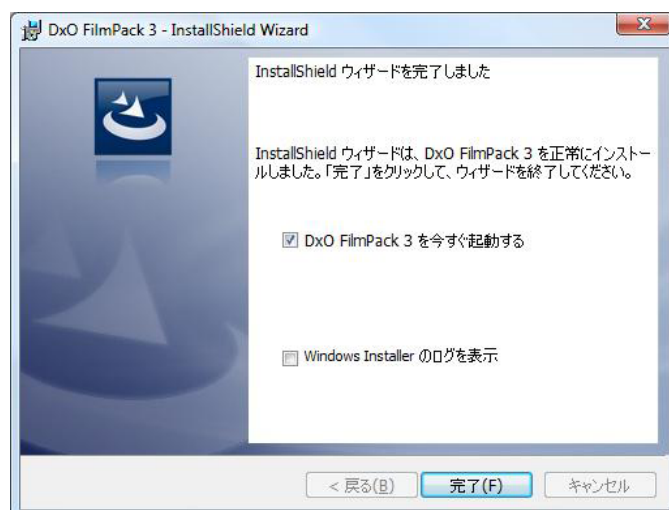 DxO FilmPack 3 - InstallShield Wizard
InstallShield ウィザードを完了しました
InstallShield ウィザードは、DxO FilmPack 3 を正常にインストー
ルしました。「完了」をクリックして、ウィザードを終了してください。
DxO FilmPack 3 を今すぐ起動する
Windows Installer のログを表示
< 戻る(B) 完了(F) キャンセル